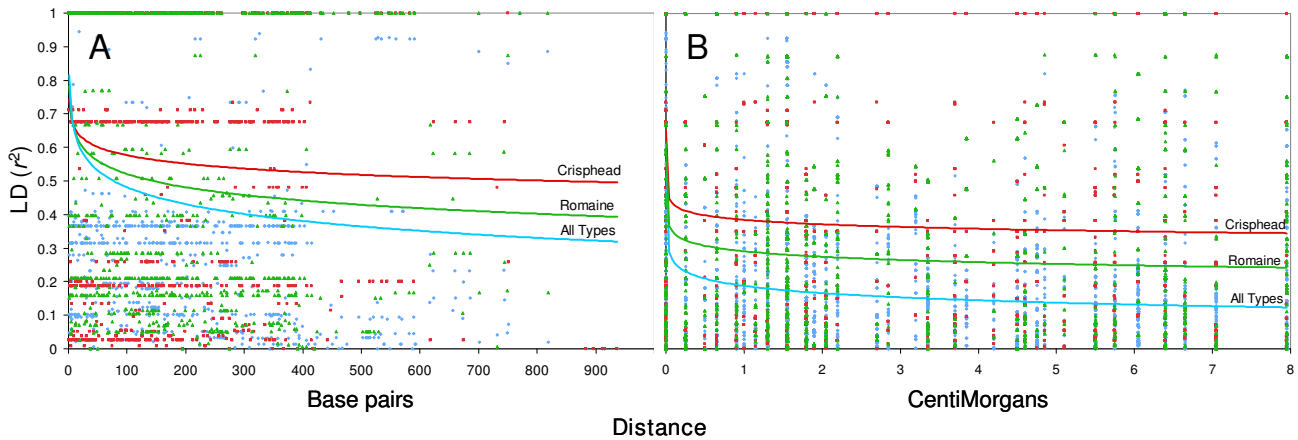 A
B
1
0.9
0.8
0.7
0.6
0.5
0.4
0.3
0.2
0.1
0
LD (r²)
Crisphead
Romaine
All Types
Crisphead
Romaine
All Types
0 100 200 300 400 500 600 700 800 900
0 1 2 3 4 5 6 7 8
Base pairs
CentiMorgans
Distance